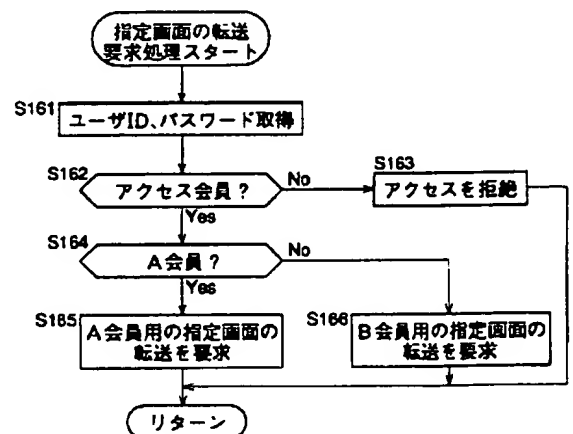 指定画面の転送
要求処理スタート
S161
ユーザID、パスワード取得
S162
アクセス会員?
No
S163
アクセスを拒絶
Yes
S164
A会員?
No
Yes
S165
A会員用の指定画面の
転送を要求
S166
B会員用の指定画面の
転送を要求
リターン